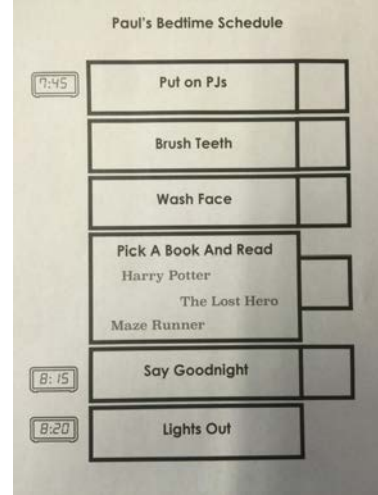 Paul's Bedtime Schedule
7:45 Put on PJs
Brush Teeth
Wash Face
Pick A Book And Read
Harry Potter
The Lost Hero
Maze Runner
8:15 Say Goodnight
8:20 Lights Out